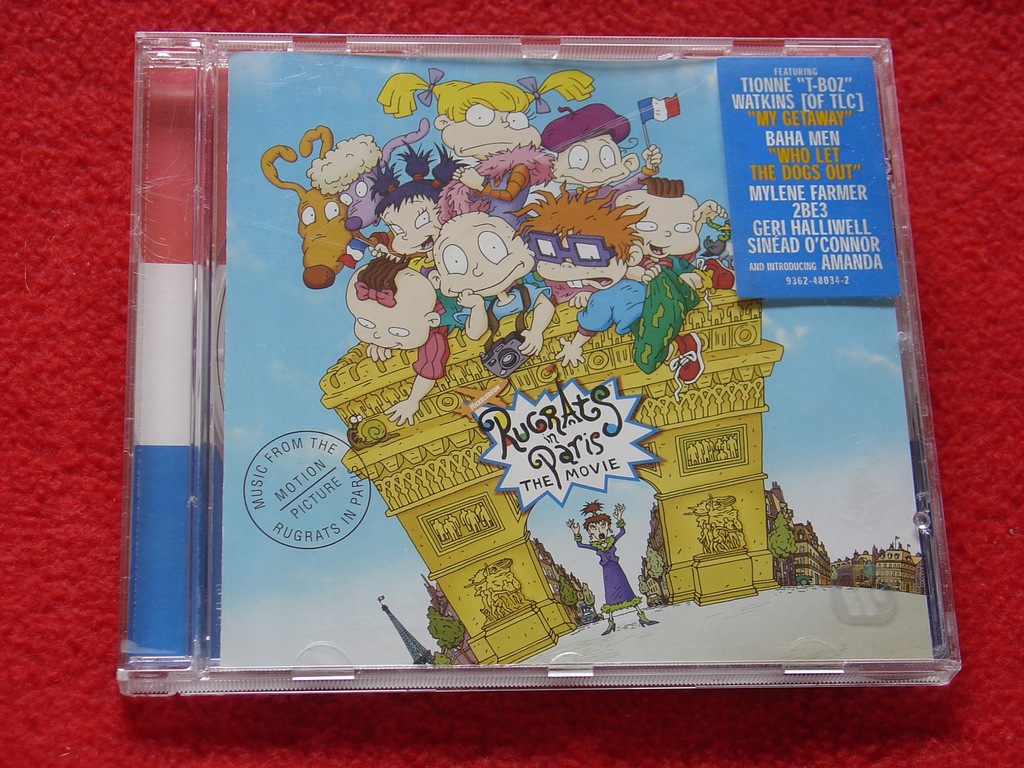 FEATURING
TIONNE "T-BOZ"
WATKINS [OF TLC]
"MY GETAWAY"
BAHA MEN
"WHO LET
THE DOGS OUT"
MYLENE FARMER
2BE3
GERI HALLIWELL
SINÉAD O'CONNOR
AND INTRODUCING AMANDA
9362-48034-2
NICKELODEON
RUGRAtS
in
Paris
THE MOVIE
MUSIC FROM THE
MOTION
PICTURE
RUGRATS IN PARIS